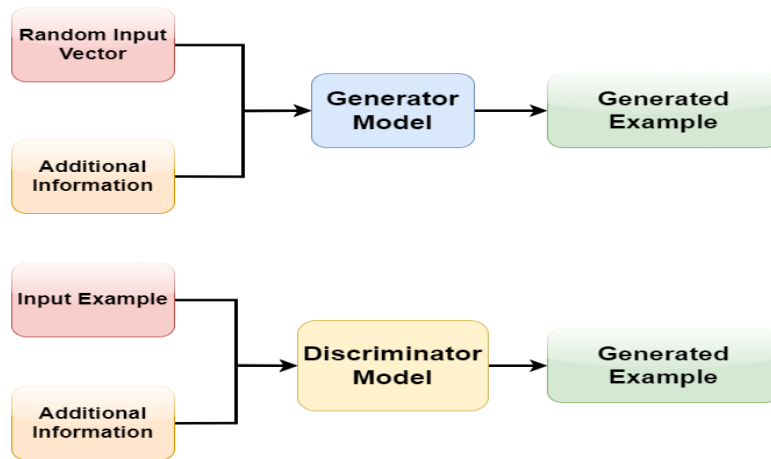 Random Input
Vector
Generator
Model
Generated
Example
Additional
Information
Input Example
Discriminator
Model
Generated
Example
Additional
Information